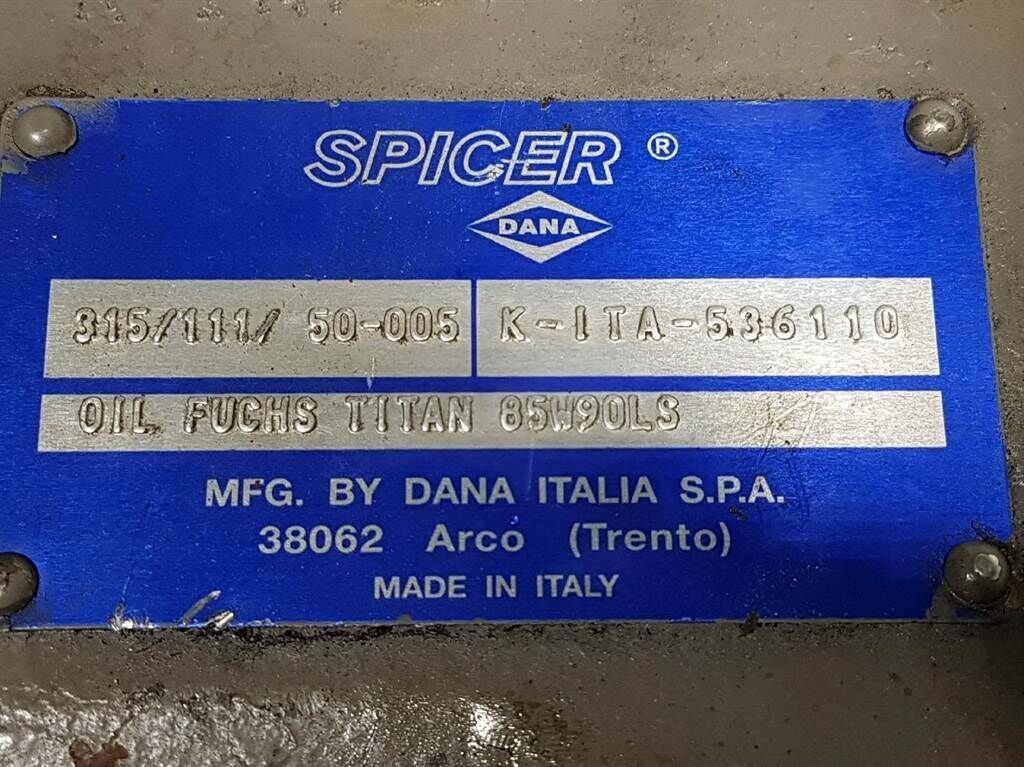 SPICER ®
DANA
315/111/ 50-005 K-ITA-536110
OIL FUCHS TITAN 85W90LS
MFG. BY DANA ITALIA S.P.A.
38062 Arco (Trento)
MADE IN ITALY